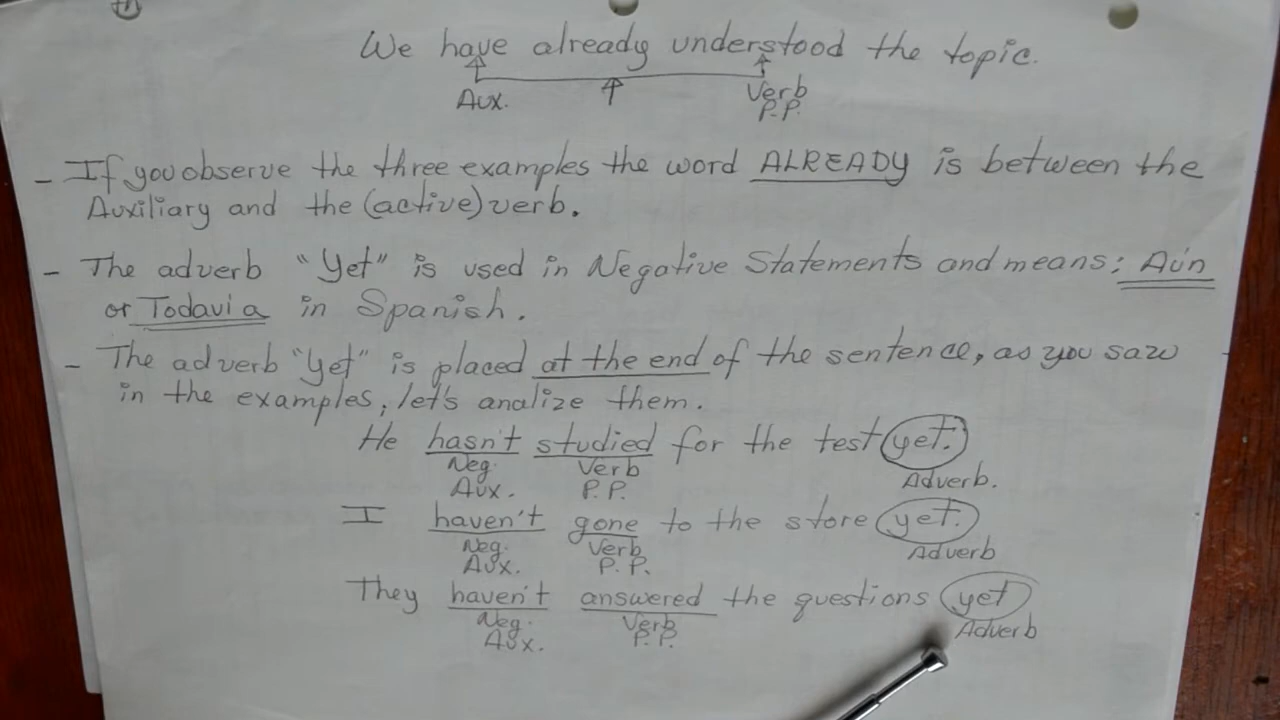 We have already understood the topic.
Aux. Verb
P.P.
- If you observe the three examples the word ALREADY is between the
Auxiliary and the (active) verb.
- The adverb "Yet" is used in Negative Statements and means: Aún
or Todavia in Spanish.
- The adverb "Yet" is placed at the end of the sentence, as you saw
in the examples, let's analize them.
He hasn't studied for the test yet.
Neg. Verb Adverb.
Aux. P.P.
I haven't gone to the store yet.
Neg. Verb Adverb
Aux. P.P.
They haven't answered the questions yet
Neg. Verb Adverb
Aux. P.P.